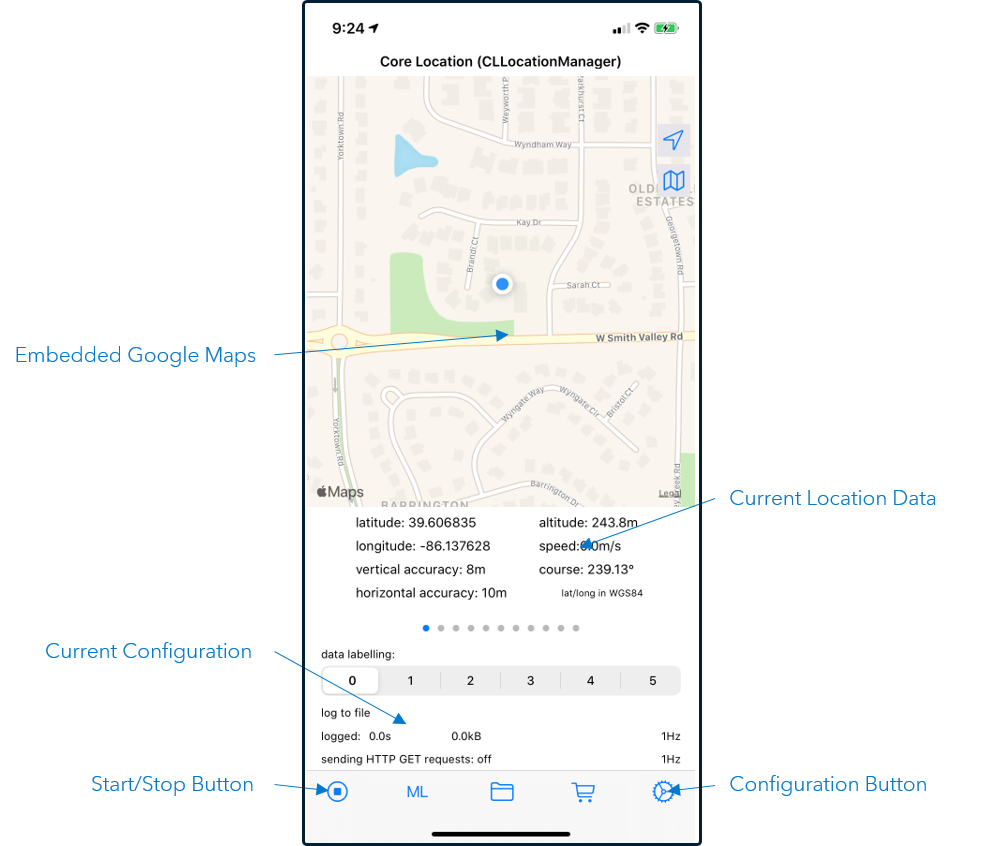 9:24
Core Location (CLLocationManager)
Yorktown Rd
Weyworth P
Parkhurst Ct
Wyndham Way
OLD
ESTATES
Kay Dr
Georgetown Rd
Brandi Ct
Sarah Ct
Embedded Google Maps
W Smith Valley Rd
Wyngate Way
Wyngate Cir
Bristol Ct
Yorktown Rd
Barrington Dr
Maps
Legal
BARRINGTON
Current Location Data
latitude: 39.606835
altitude: 243.8m
longitude: -86.137628
speed:0.0m/s
vertical accuracy: 8m
course: 239.13°
horizontal accuracy: 10m
lat/long in WGS84
Current Configuration
data labelling:
0 1 2 3 4 5
log to file
logged: 0.0s 0.0kB 1Hz
sending HTTP GET requests: off 1Hz
Start/Stop Button
ML
Configuration Button